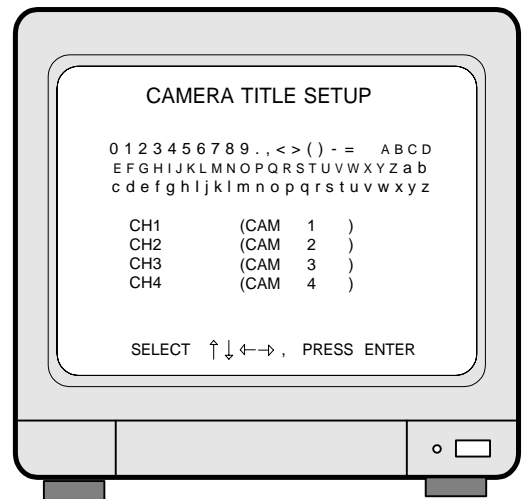 CAMERA TITLE SETUP
0 1 2 3 4 5 6 7 8 9 . , < > ( ) - = A B C D
E F G H I J K L M N O P Q R S T U V W X Y Z a b
c d e f g h I j k l m n o p q r s t u v w x y z
CH1 (CAM 1 )
CH2 (CAM 2 )
CH3 (CAM 3 )
CH4 (CAM 4 )
SELECT ↑↓←→ , PRESS ENTER